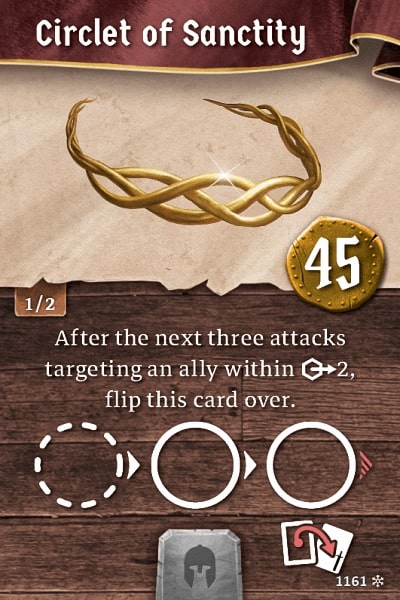 Circlet of Sanctity
45
1/2
After the next three attacks
targeting an ally within 2,
flip this card over.
1161